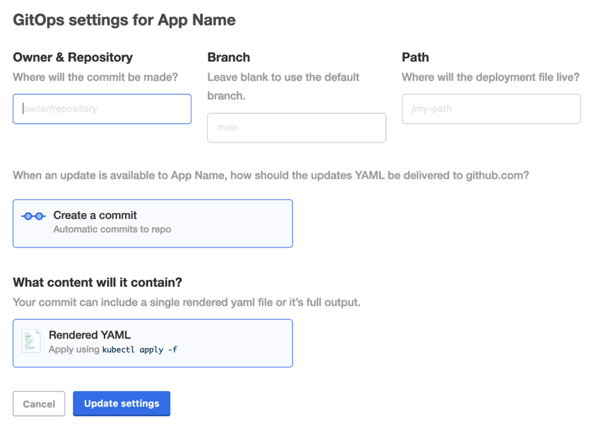 GitOps settings for App Name
Owner & Repository
Where will the commit be made?
owner/repository
Branch
Leave blank to use the default
branch.
main
Path
Where will the deployment file live?
/my-path
When an update is available to App Name, how should the updates YAML be delivered to github.com?
Create a commit
Automatic commits to repo
What content will it contain?
Your commit can include a single rendered yaml file or it's full output.
Rendered YAML
Apply using kubectl apply -f
Cancel
Update settings